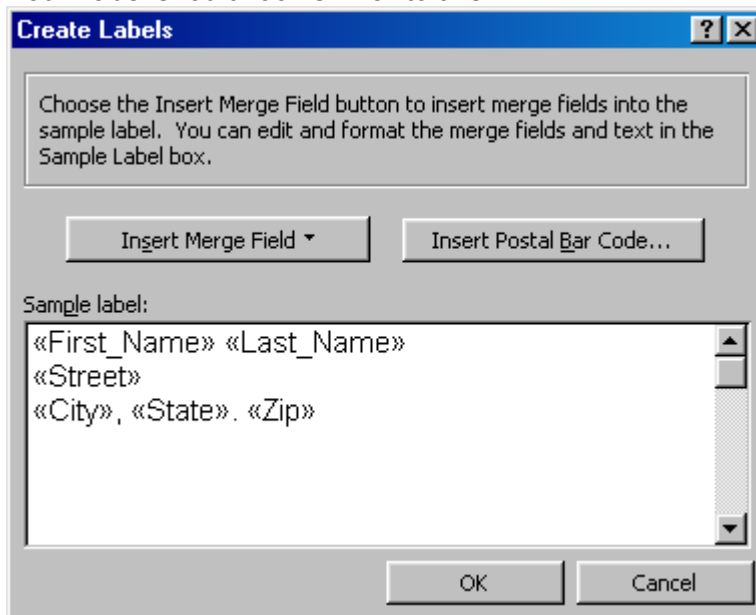 Create Labels
Choose the Insert Merge Field button to insert merge fields into the
sample label. You can edit and format the merge fields and text in the
Sample Label box.
Insert Merge Field
Insert Postal Bar Code...
Sample label:
«First_Name» «Last_Name»
«Street»
«City», «State». «Zip»
OK
Cancel